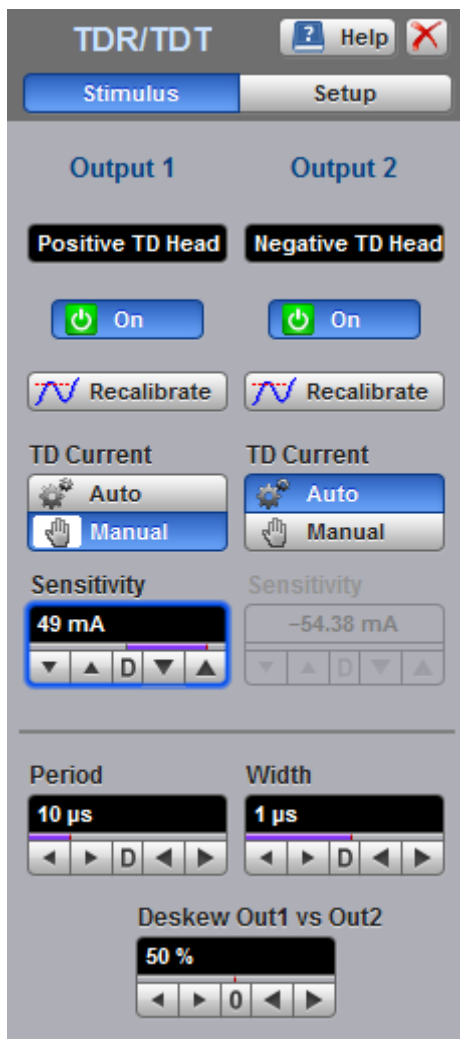 TDR/TDT Help
Stimulus Setup
Output 1 Output 2
Positive TD Head Negative TD Head
On On
Recalibrate Recalibrate
TD Current TD Current
Auto Auto
Manual Manual
Sensitivity Sensitivity
49 mA -54.38 mA
D D
Period Width
10 µs 1 µs
D D
Deskew Out1 vs Out2
50 %
0